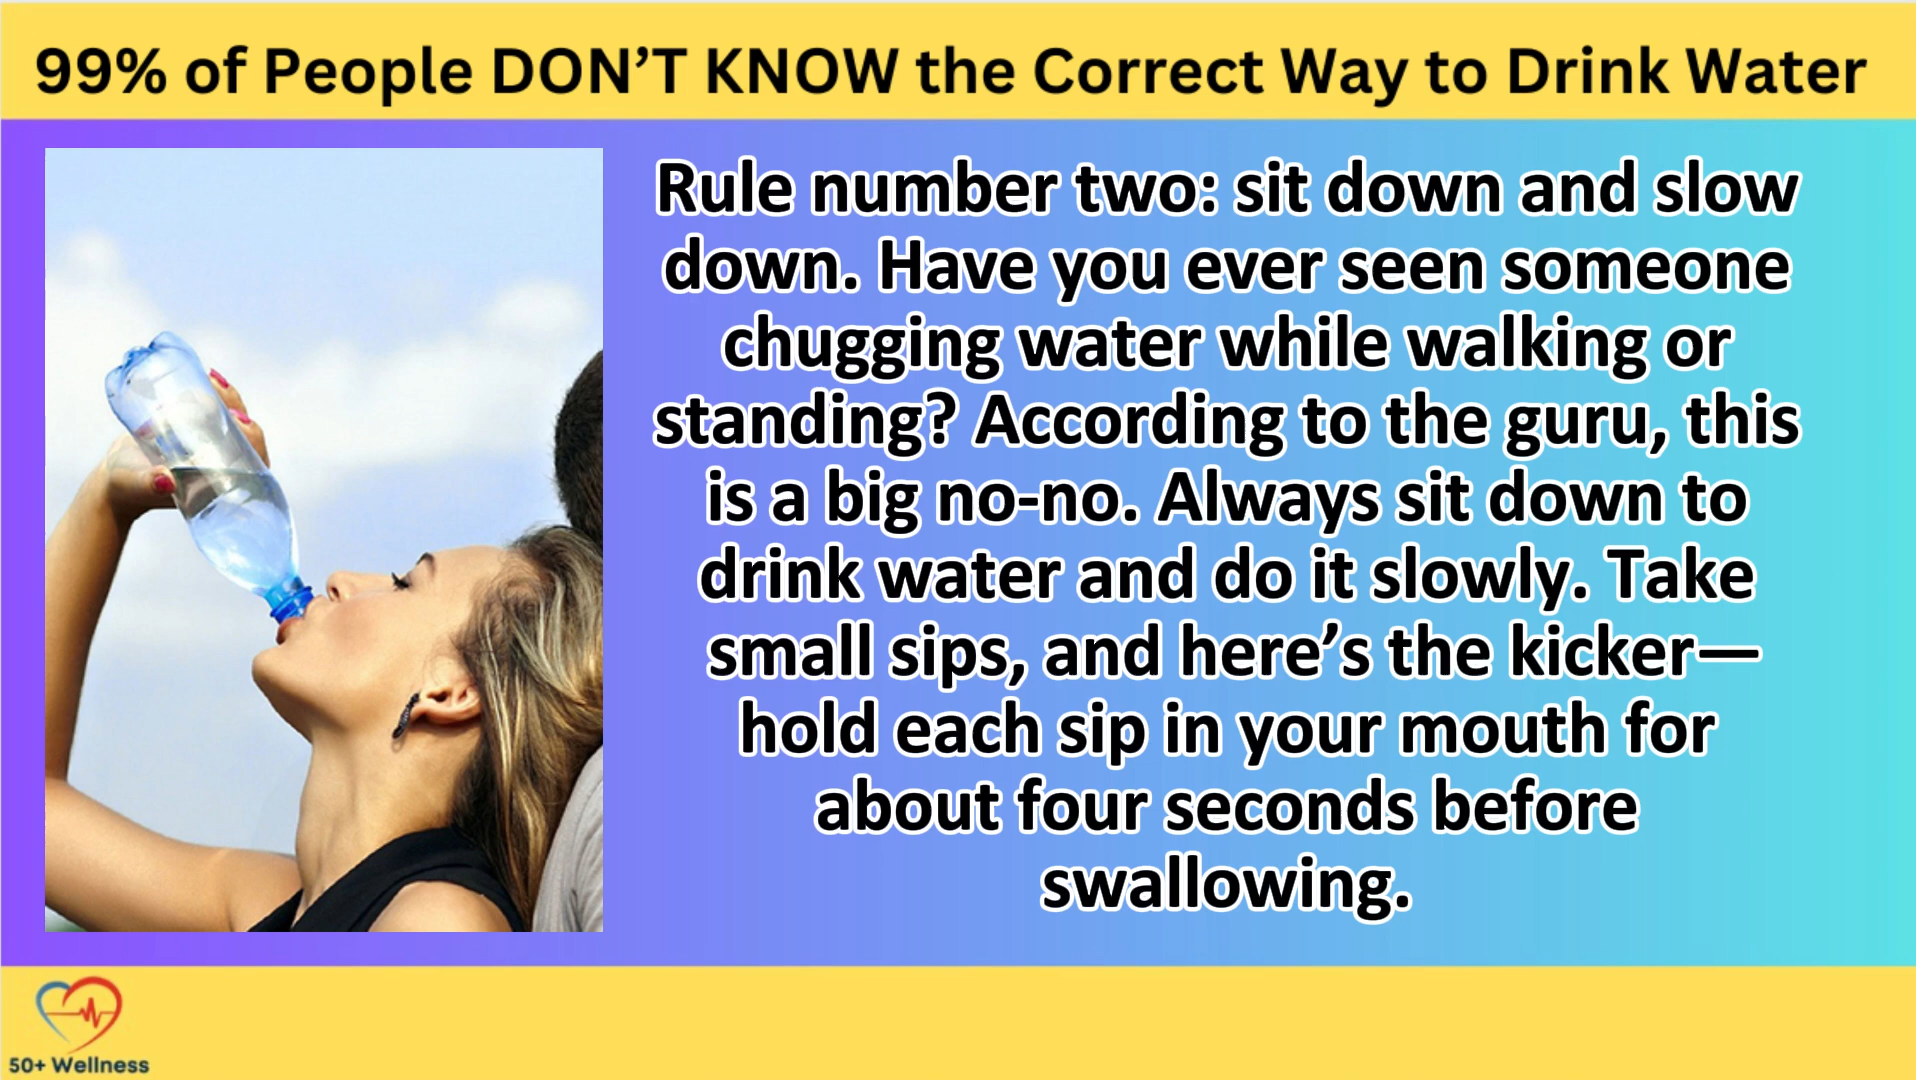 99% of People DON’T KNOW the Correct Way to Drink Water
Rule number two: sit down and slow
down. Have you ever seen someone
chugging water while walking or
standing? According to the guru, this
is a big no-no. Always sit down to
drink water and do it slowly. Take
small sips, and here’s the kicker—
hold each sip in your mouth for
about four seconds before
swallowing.
50+ Wellness